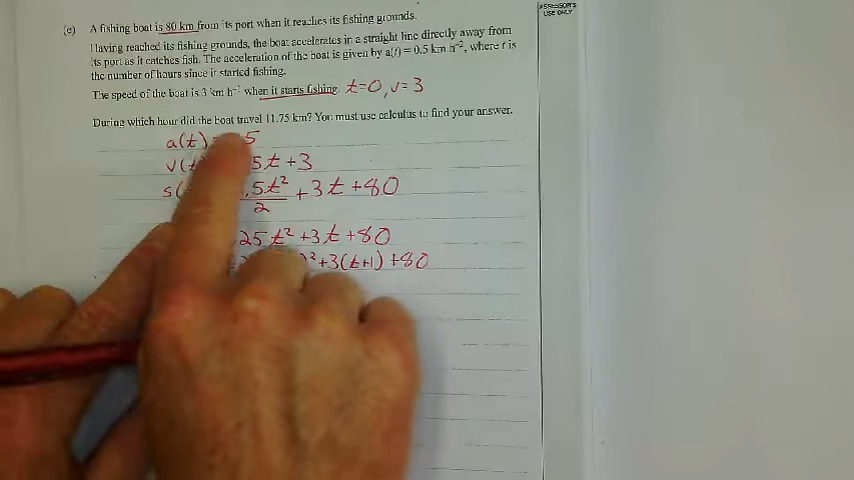 ASSESSOR'S
USE ONLY
(e) A fishing boat is 80 km from its port when it reaches its fishing grounds.
Having reached its fishing grounds, the boat accelerates in a straight line directly away from
its port as it catches fish. The acceleration of the boat is given by a(t) = 0.5 km h⁻², where t is
the number of hours since it started fishing.
The speed of the boat is 3 km h⁻¹ when it starts fishing. t=0, v=3
During which hour did the boat travel 11.75 km? You must use calculus to find your answer.
a(t) 5
v(t 5t +3
s( .5t²/2 +3t +80
.25t² +3t +80
² +3(t+1) +80